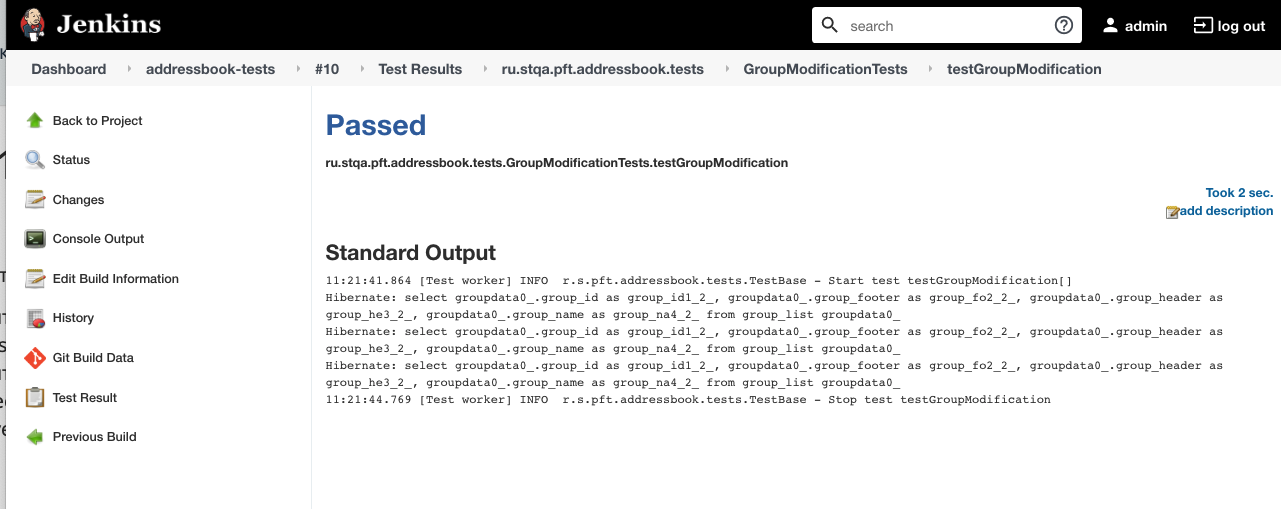 Jenkins
search
admin
log out
Dashboard
addressbook-tests
#10
Test Results
ru.stqa.pft.addressbook.tests
GroupModificationTests
testGroupModification
Back to Project
Status
Changes
Console Output
Edit Build Information
History
Git Build Data
Test Result
Previous Build
Passed
ru.stqa.pft.addressbook.tests.GroupModificationTests.testGroupModification
Took 2 sec.
add description
Standard Output
11:21:41.864 [Test worker] INFO  r.s.pft.addressbook.tests.TestBase - Start test testGroupModification[]
Hibernate: select groupdata0_.group_id as group_id1_2_, groupdata0_.group_footer as group_fo2_2_, groupdata0_.group_header as
group_he3_2_, groupdata0_.group_name as group_na4_2_ from group_list groupdata0_
Hibernate: select groupdata0_.group_id as group_id1_2_, groupdata0_.group_footer as group_fo2_2_, groupdata0_.group_header as
group_he3_2_, groupdata0_.group_name as group_na4_2_ from group_list groupdata0_
Hibernate: select groupdata0_.group_id as group_id1_2_, groupdata0_.group_footer as group_fo2_2_, groupdata0_.group_header as
group_he3_2_, groupdata0_.group_name as group_na4_2_ from group_list groupdata0_
11:21:44.769 [Test worker] INFO  r.s.pft.addressbook.tests.TestBase - Stop test testGroupModification